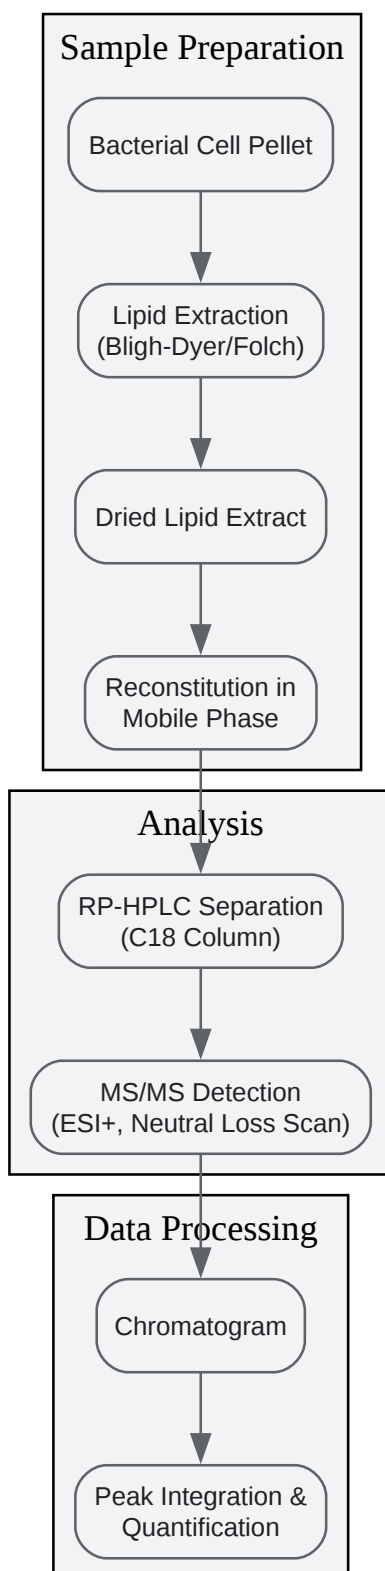 Sample Preparation
Bacterial Cell Pellet
Lipid Extraction
(Bligh-Dyer/Folch)
Dried Lipid Extract
Reconstitution in
Mobile Phase
Analysis
RP-HPLC Separation
(C18 Column)
MS/MS Detection
(ESI+, Neutral Loss Scan)
Data Processing
Chromatogram
Peak Integration &
Quantification